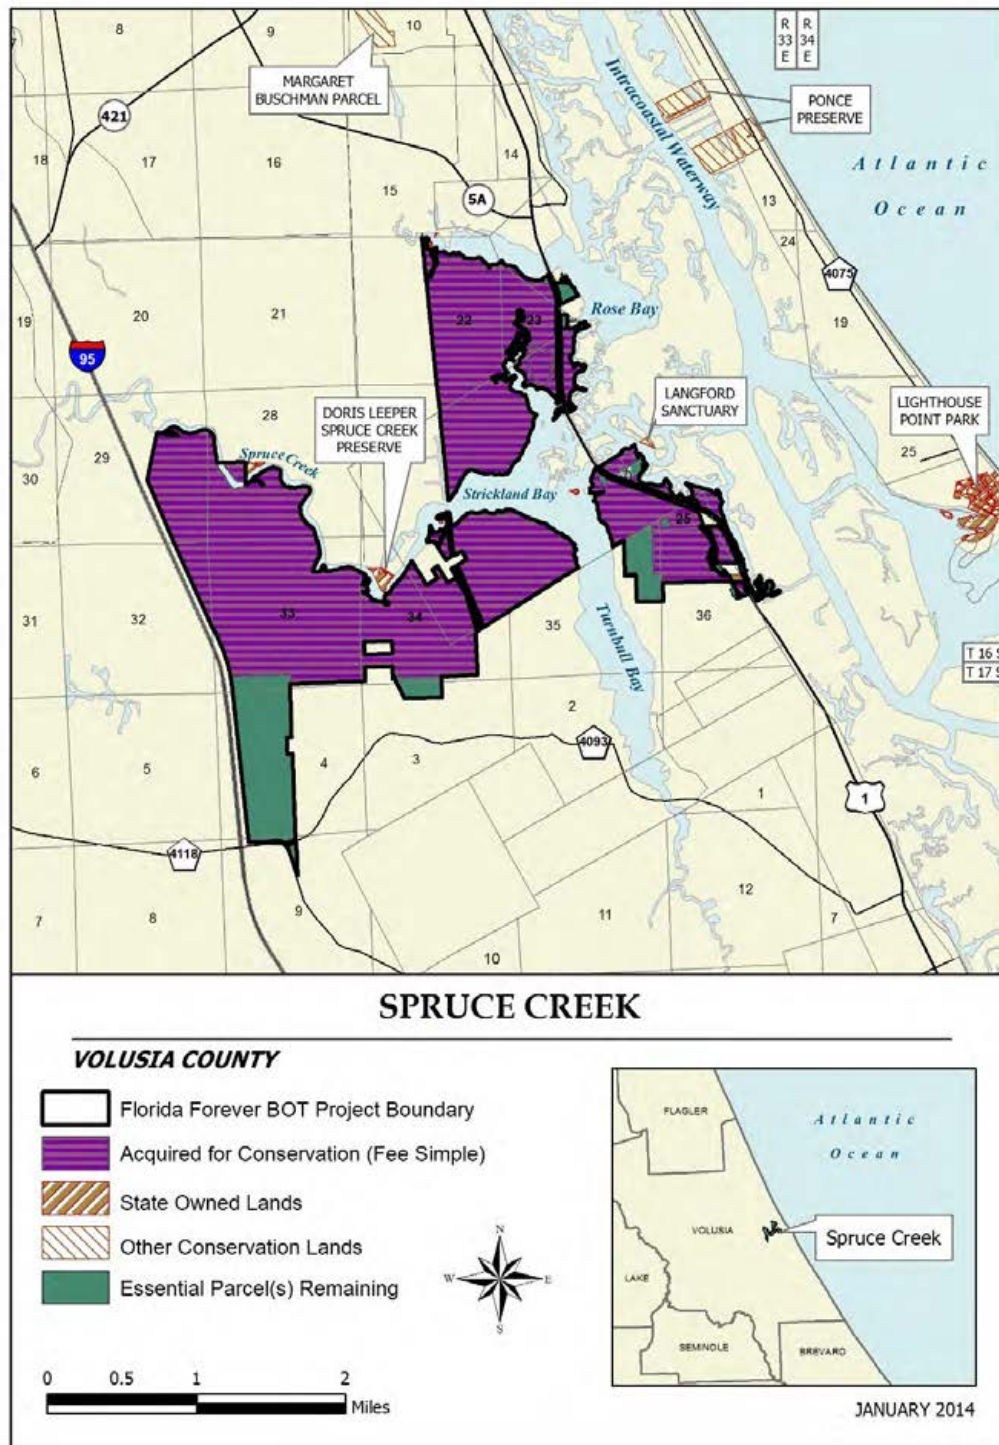 8
9
10
R
33
E
R
34
E
MARGARET
BUSCHMAN PARCEL
Intracoastal Waterway
PONCE
PRESERVE
421
18
17
16
14
15
5A
Atlantic
Ocean
13
24
4075
19
20
21
22
23
Rose Bay
19
95
28
DORIS LEEPER
SPRUCE CREEK
PRESERVE
LANGFORD
SANCTUARY
LIGHTHOUSE
POINT PARK
29
30
Spruce Creek
Strickland Bay
25
25
31
32
33
34
35
36
Turnbull Bay
T 16 S
T 17 S
2
4093
6
5
4
3
1
1
4118
7
8
9
10
11
12
7
SPRUCE CREEK
VOLUSIA COUNTY
Florida Forever BOT Project Boundary
Acquired for Conservation (Fee Simple)
State Owned Lands
Other Conservation Lands
Essential Parcel(s) Remaining
N
W
E
S
0 0.5 1 2
Miles
FLAGLER
Atlantic
Ocean
VOLUSIA
Spruce Creek
LAKE
SEMINOLE
BREVARD
JANUARY 2014